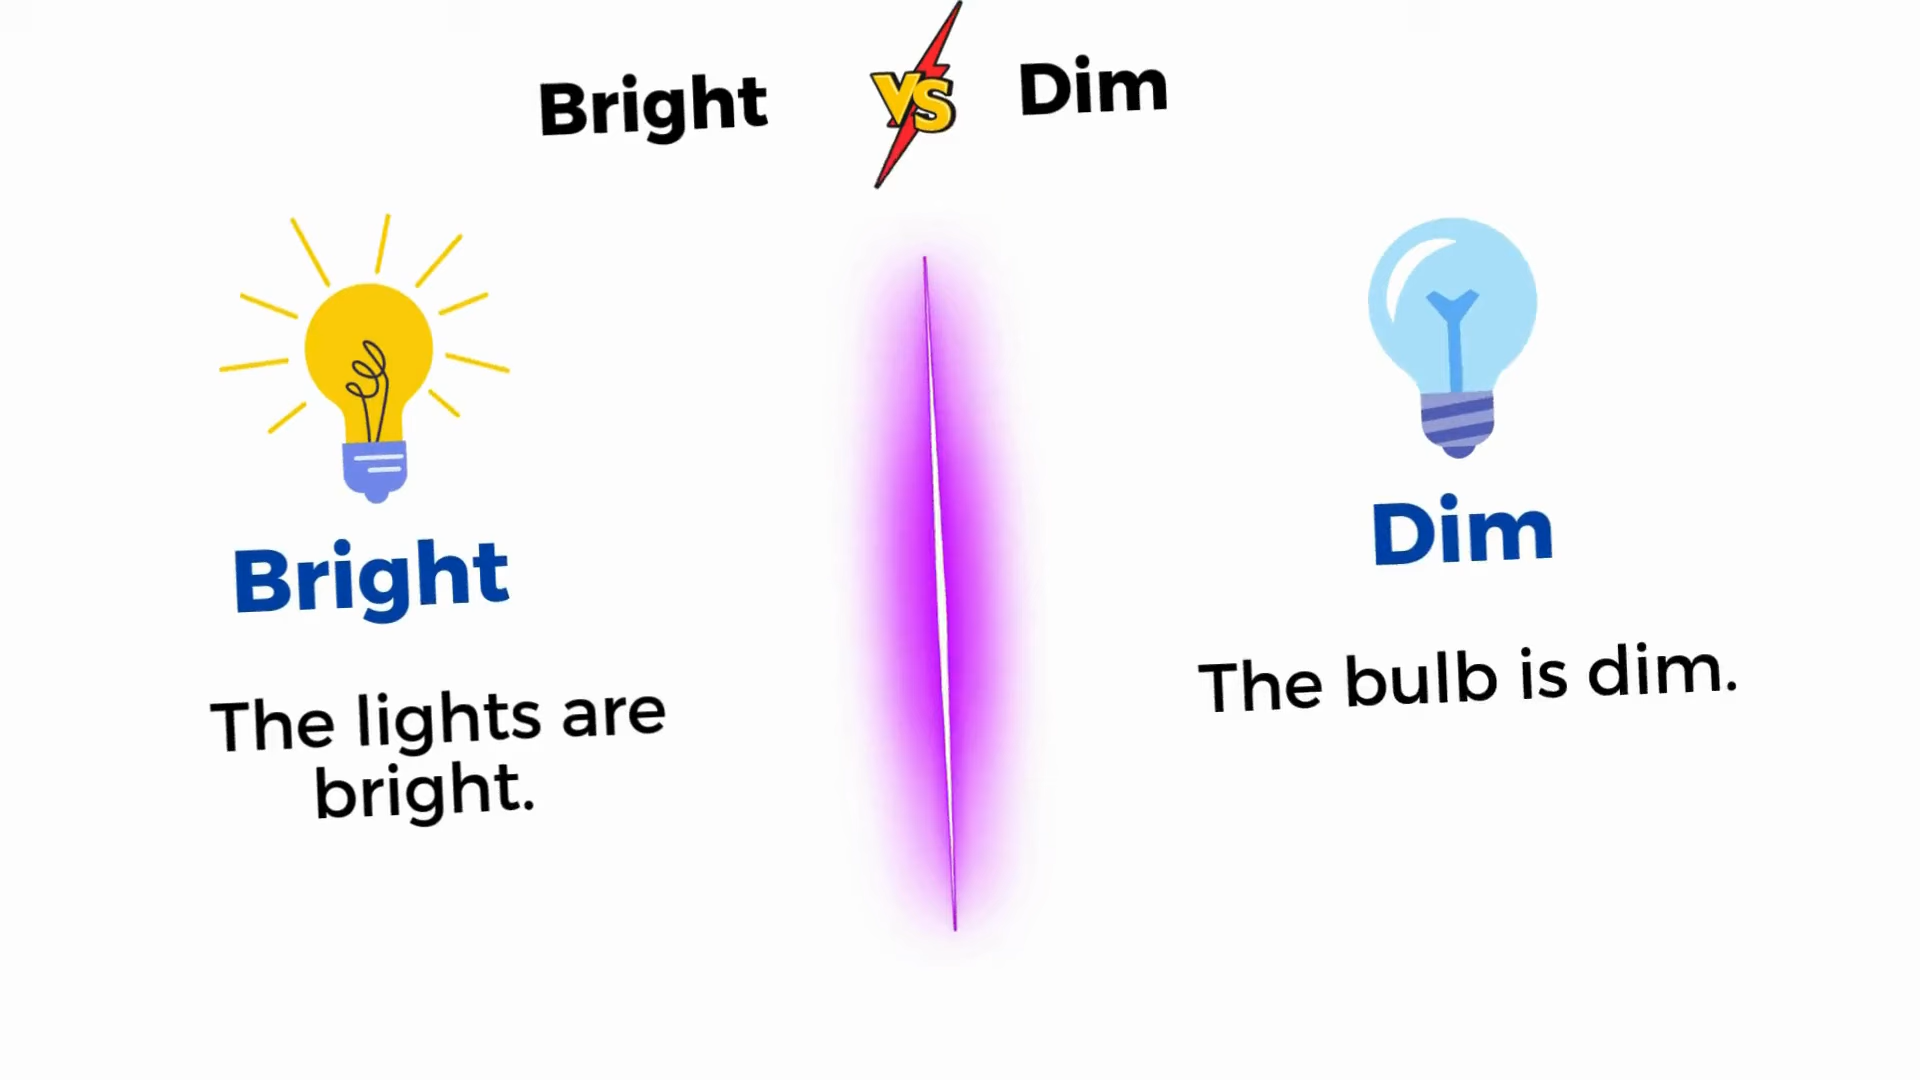 Bright VS Dim
Bright
The lights are
bright.
Dim
The bulb is dim.